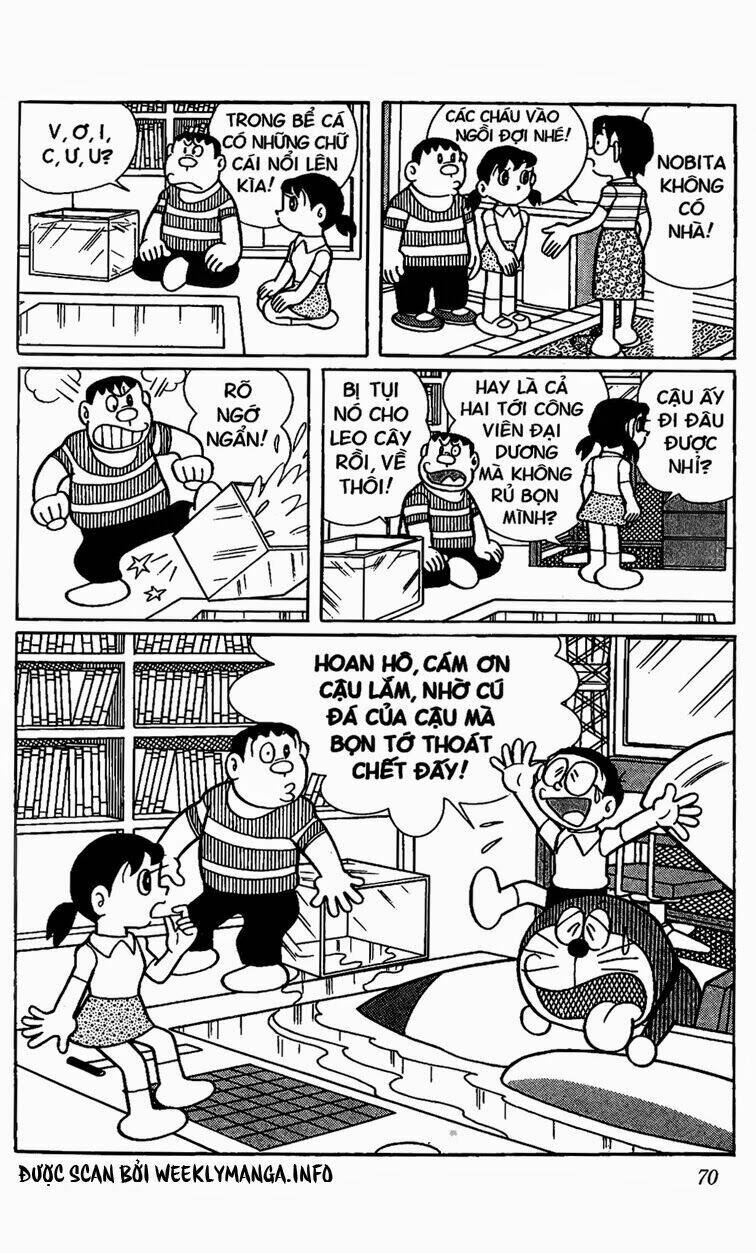 NOBITA
KHÔNG
CÓ
NHÀ!
CÁC CHÁU VÀO
NGỒI ĐỢI NHÉ!
TRONG BỂ CÁ
CÓ NHỮNG CHỮ
CÁI NỔI LÊN
KÌA!
V, Ơ, I,
C, Ư, U?
CẬU ẤY
ĐI ĐÂU
ĐƯỢC
NHỈ?
HAY LÀ CẢ
HAI TỚI CÔNG
VIÊN ĐẠI
DƯƠNG
MÀ KHÔNG
RỦ BỌN
MÌNH?
BỊ TỤI
NÓ CHO
LEO CÂY
RỒI, VỀ
THÔI!
RÕ
NGỚ
NGẨN!
HOAN HÔ, CÁM ƠN
CẬU LẮM, NHỜ CÚ
ĐÁ CỦA CẬU MÀ
BỌN TỚ THOÁT
CHẾT ĐẤY!
ĐƯỢC SCAN BỞI WEEKLYMANGA.INFO
70